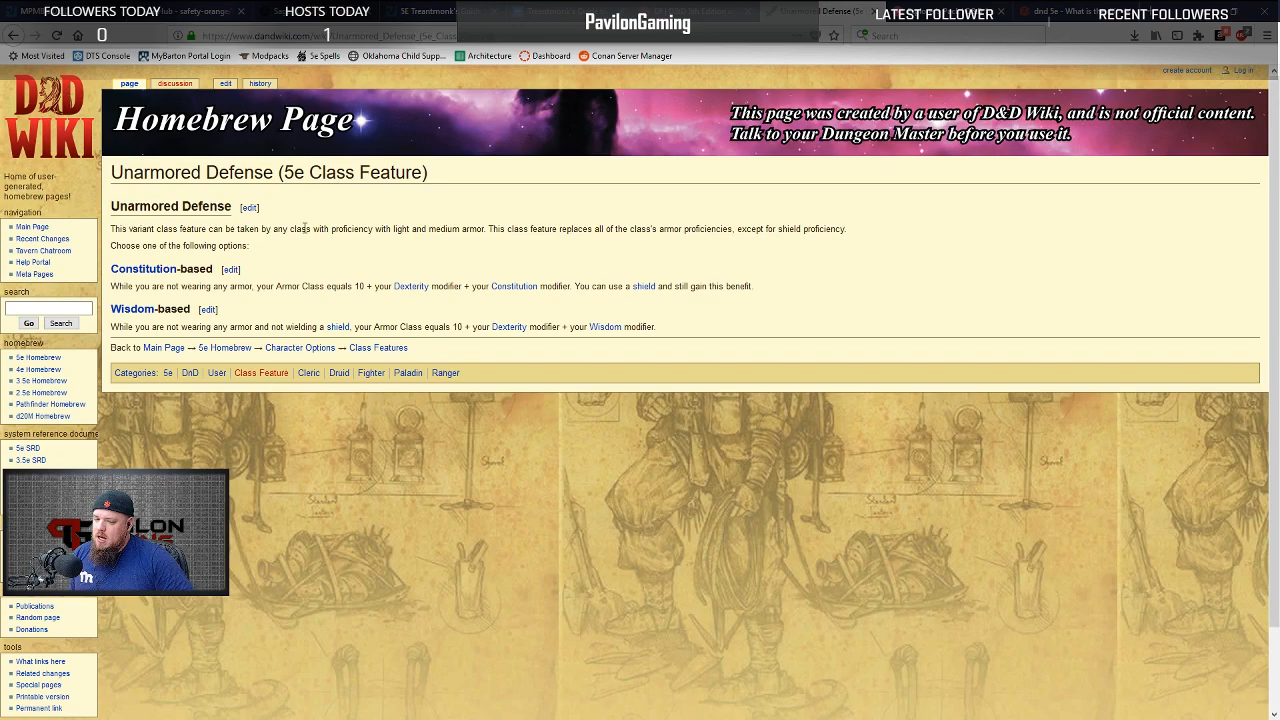 FOLLOWERS TODAY
0
HOSTS TODAY
1
PavilonGaming
LATEST FOLLOWER
RECENT FOLLOWERS
https://www.dandwiki.com/wiki/Unarmored_Defense_(5e_Class_Fea
Search
Most Visited
DTS Console
MyBarton Portal
Modpacks
5e Spells
Oklahoma Child Supp...
Architecture
Dashboard
Conan Server Manager
create account
Log in
page
discussion
edit
history
D&D
WIKI
Homebrew Page
This page was created by a user of D&D Wiki, and is not official content.
Talk to your Dungeon Master before you use it.
Home of user-
generated,
homebrew pages!
navigation
Main Page
Recent Changes
Tavern Chatroom
Help Portal
Meta Pages
search
Go
Search
homebrew
5e Homebrew
4e Homebrew
3.5e Homebrew
2.5e Homebrew
Pathfinder Homebrew
d20M Homebrew
system reference docume
5e SRD
3.5e SRD
Publications
Random page
Donations
tools
What links here
Related changes
Special pages
Printable version
Permanent link
Unarmored Defense (5e Class Feature)
Unarmored Defense [edit]
This variant class feature can be taken by any class with proficiency with light and medium armor. This class feature replaces all of the class's armor proficiencies, except for shield proficiency.
Choose one of the following options:
Constitution-based [edit]
While you are not wearing any armor, your Armor Class equals 10 + your Dexterity modifier + your Constitution modifier. You can use a shield and still gain this benefit.
Wisdom-based [edit]
While you are not wearing any armor and not wielding a shield, your Armor Class equals 10 + your Dexterity modifier + your Wisdom modifier.
Back to Main Page → 5e Homebrew → Character Options → Class Features
Categories: 5e | DnD | User | Class Feature | Cleric | Druid | Fighter | Paladin | Ranger